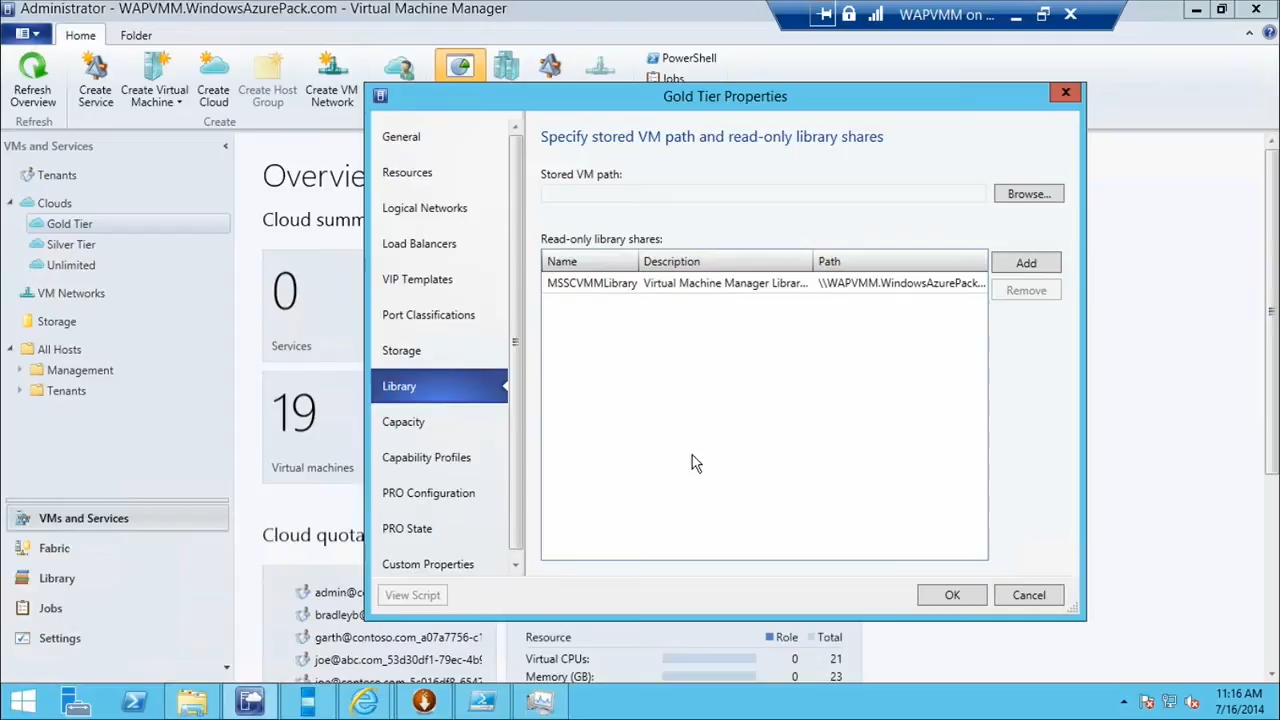 Administrator - WAPVMM.WindowsAzurePack.com - Virtual Machine Manager
WAPVMM on ...
Home
Folder
Refresh Overview
Create Service
Create Virtual Machine
Create Cloud
Create Host Group
Create VM Network
PowerShell
Jobs
Refresh
Create
VMs and Services
Tenants
Clouds
Gold Tier
Silver Tier
Unlimited
VM Networks
Storage
All Hosts
Management
Tenants
VMs and Services
Fabric
Library
Jobs
Settings
Overvie
Cloud summ
0
Services
19
Virtual machines
Cloud quota
admin@c
bradleyb@
garth@contoso.com_a07a7756-c1
joe@abc.com_53d30df1-79ec-4b9
Resource
Role
Total
Virtual CPUs:
0
21
Memory (GB):
0
23
Gold Tier Properties
General
Resources
Logical Networks
Load Balancers
VIP Templates
Port Classifications
Storage
Library
Capacity
Capability Profiles
PRO Configuration
PRO State
Custom Properties
Specify stored VM path and read-only library shares
Stored VM path:
Browse...
Read-only library shares:
Name
Description
Path
MSSCVMMLibrary
Virtual Machine Manager Librar...
\\WAPVMM.WindowsAzurePack...
Add
Remove
View Script
OK
Cancel
11:16 AM
7/16/2014